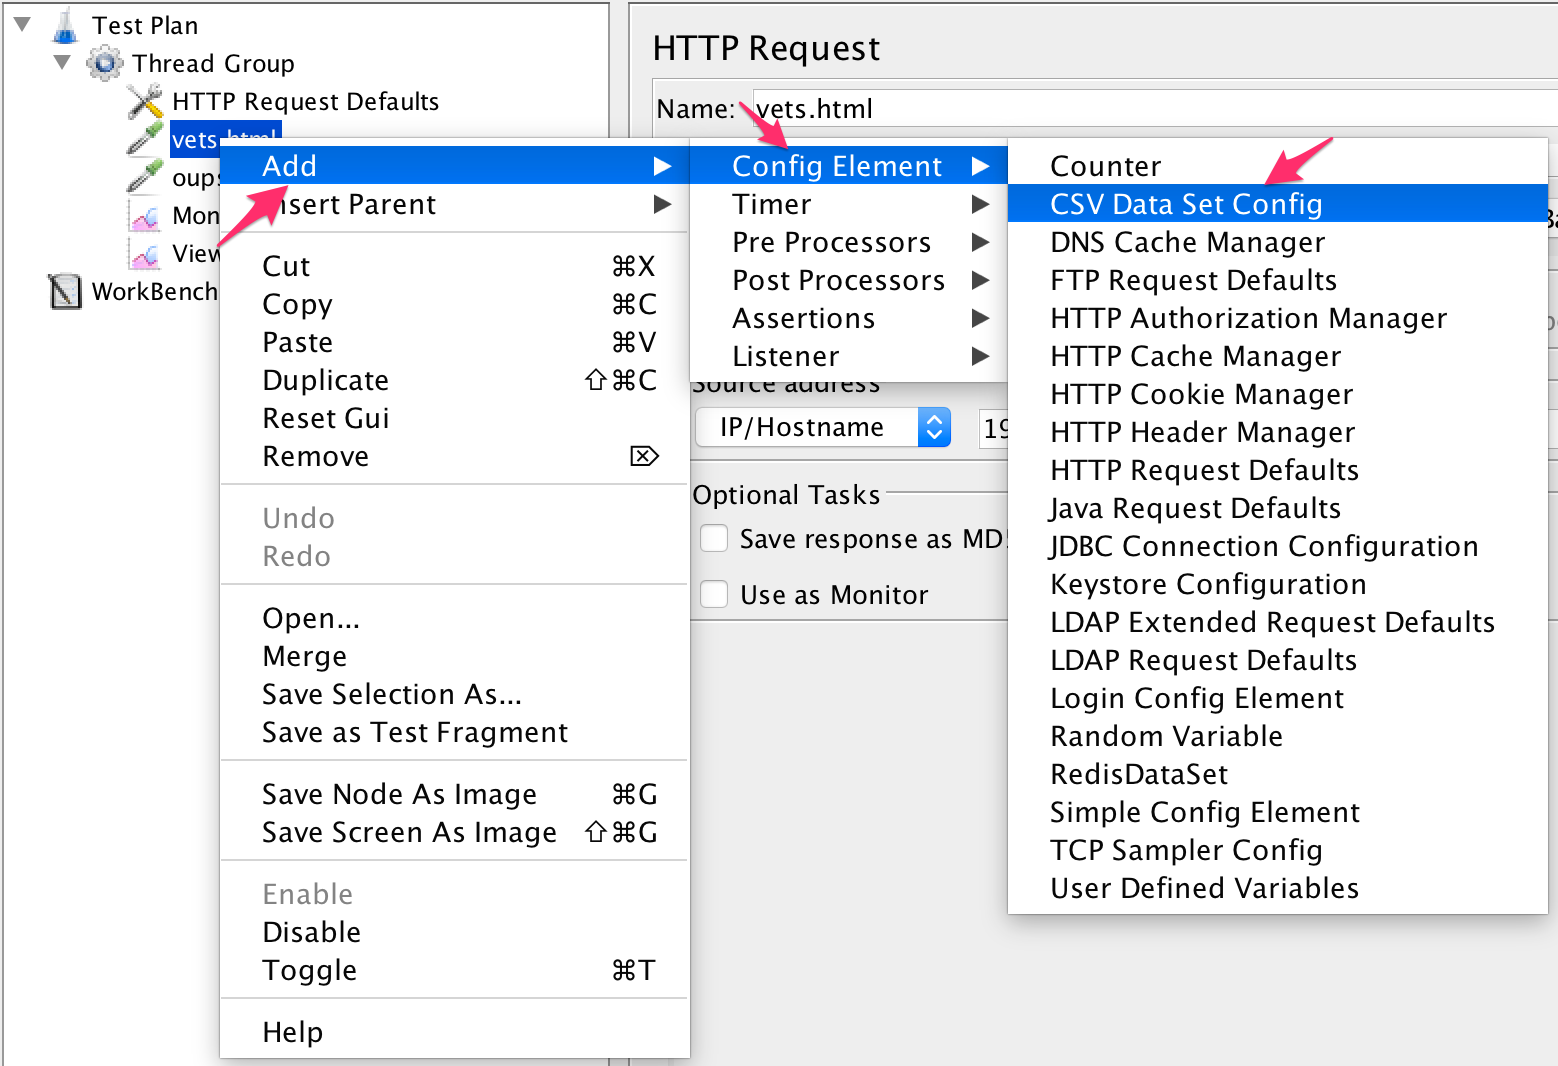 Test Plan
Thread Group
HTTP Request Defaults
vets.html
WorkBench
HTTP Request
Name: vets.html
Source address
IP/Hostname
19
Optional Tasks
Save response as MD
Use as Monitor
Add
Insert Parent
Cut ⌘X
Copy ⌘C
Paste ⌘V
Duplicate ⇧⌘C
Reset Gui
Remove ⌦
Undo
Redo
Open...
Merge
Save Selection As...
Save as Test Fragment
Save Node As Image ⌘G
Save Screen As Image ⇧⌘G
Enable
Disable
Toggle ⌘T
Help
Config Element
Timer
Pre Processors
Post Processors
Assertions
Listener
Counter
CSV Data Set Config
DNS Cache Manager
FTP Request Defaults
HTTP Authorization Manager
HTTP Cache Manager
HTTP Cookie Manager
HTTP Header Manager
HTTP Request Defaults
Java Request Defaults
JDBC Connection Configuration
Keystore Configuration
LDAP Extended Request Defaults
LDAP Request Defaults
Login Config Element
Random Variable
RedisDataSet
Simple Config Element
TCP Sampler Config
User Defined Variables